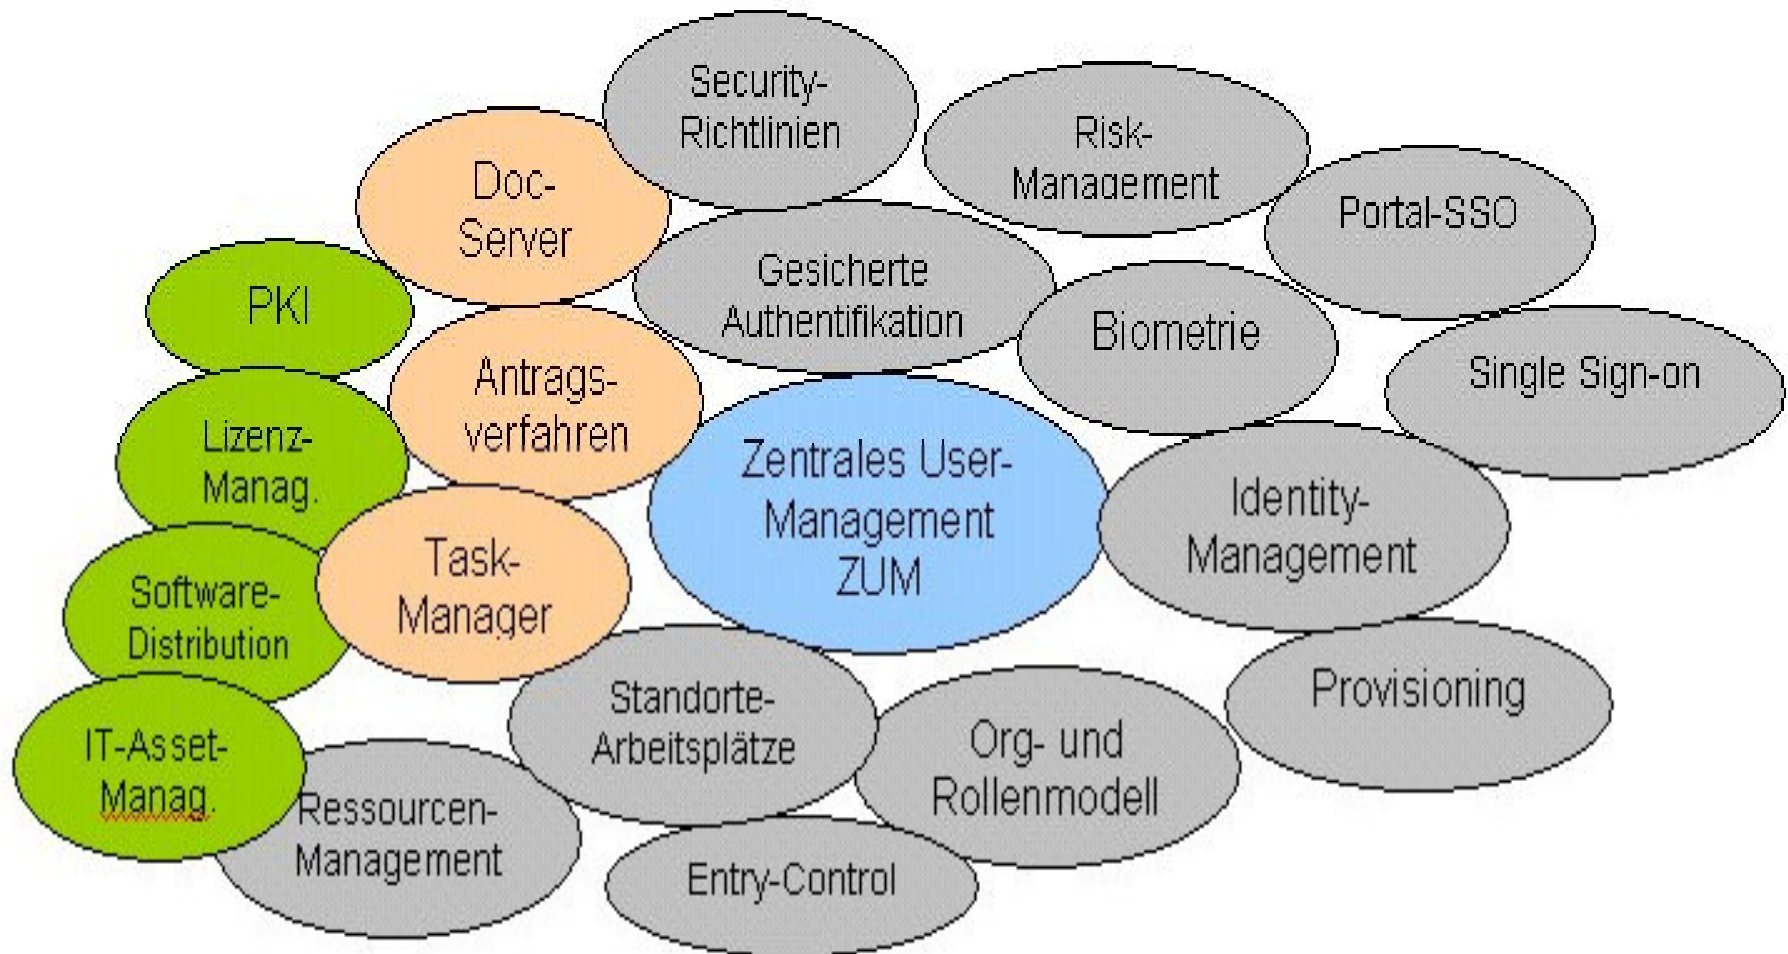 Security-
Richtlinien
Risk-
Management
Doc-
Server
Portal-SSO
Gesicherte
Authentifikation
PKI
Biometrie
Antrags-
verfahren
Single Sign-on
Lizenz-
Manag.
Zentrales User-
Management
ZUM
Identity-
Management
Task-
Manager
Software-
Distribution
Standorte-
Arbeitsplätze
Provisioning
Org- und
Rollenmodell
IT-Asset-
Manag.
Ressourcen-
Management
Entry-Control